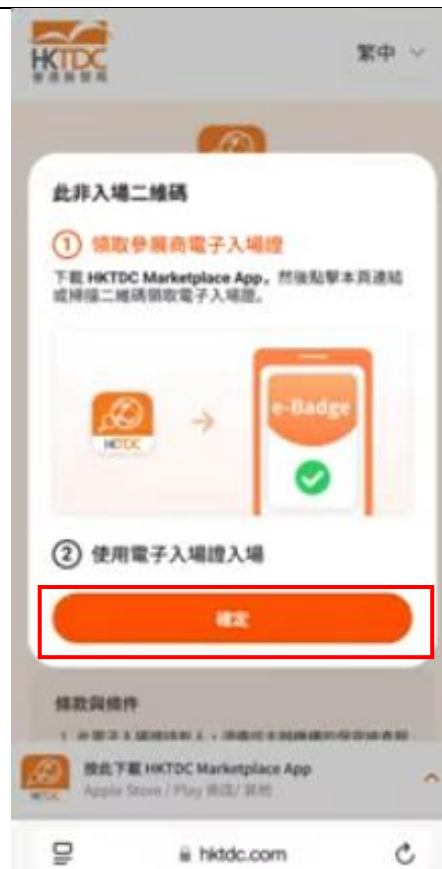 HKTDC
香港貿發局
繁中
此非入場二維碼
① 領取參展商電子入場證
下載 HKTDC Marketplace App，然後點擊本頁連結
或掃描二維碼領取電子入場證。
HKTDC
e-Badge
② 使用電子入場證入場
確定
條款與條件
按此下載 HKTDC Marketplace App
Apple Store / Play 商店/ 其他
hktdc.com